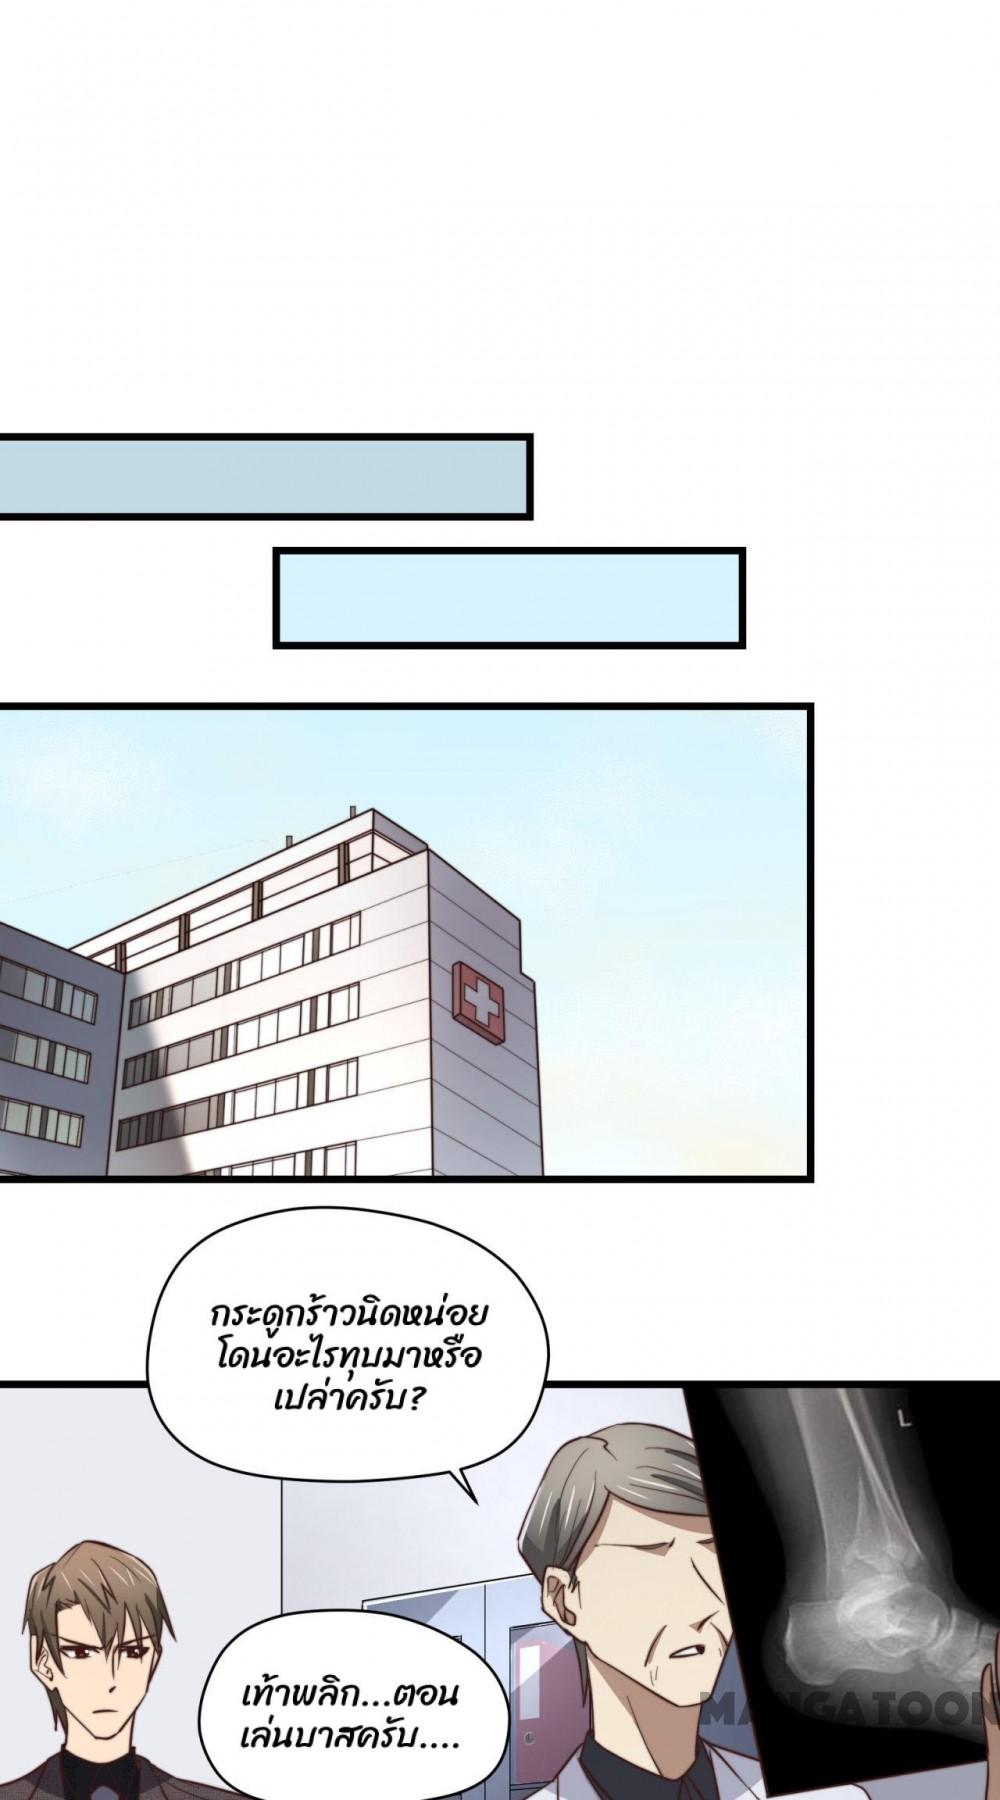 กระดูกร้าวนิดหน่อย
โดนอะไรทุบมาหรือ
เปล่าครับ?
L
เท้าพลิก...ตอน
เล่นบาสครับ....
MANGATOON